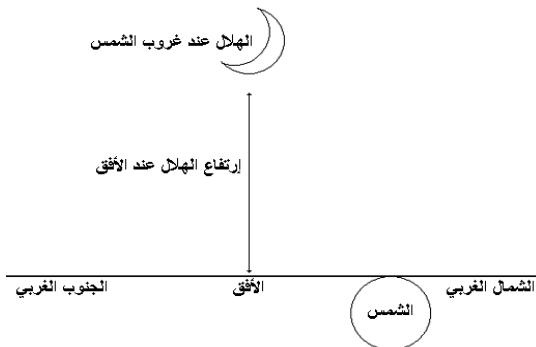 الهلال عند غروب الشمس
إرتفاع الهلال عند الأفق
الشمال الغربي
الأفق
الجنوب الغربي
الشمس